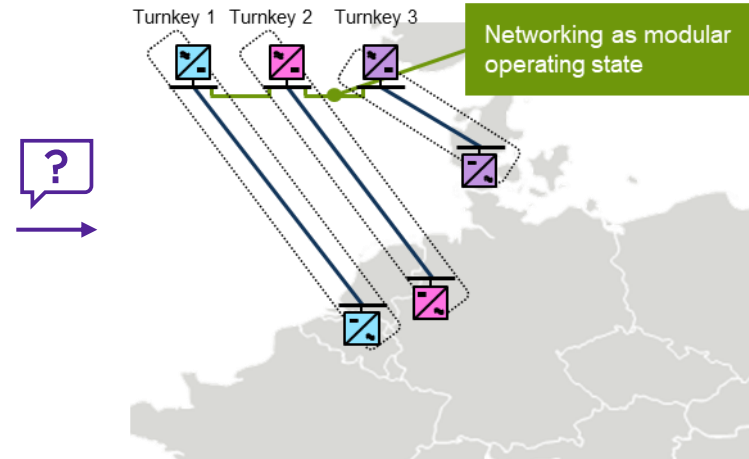 Turnkey 1 Turnkey 2 Turnkey 3
Networking as modular
operating state
?